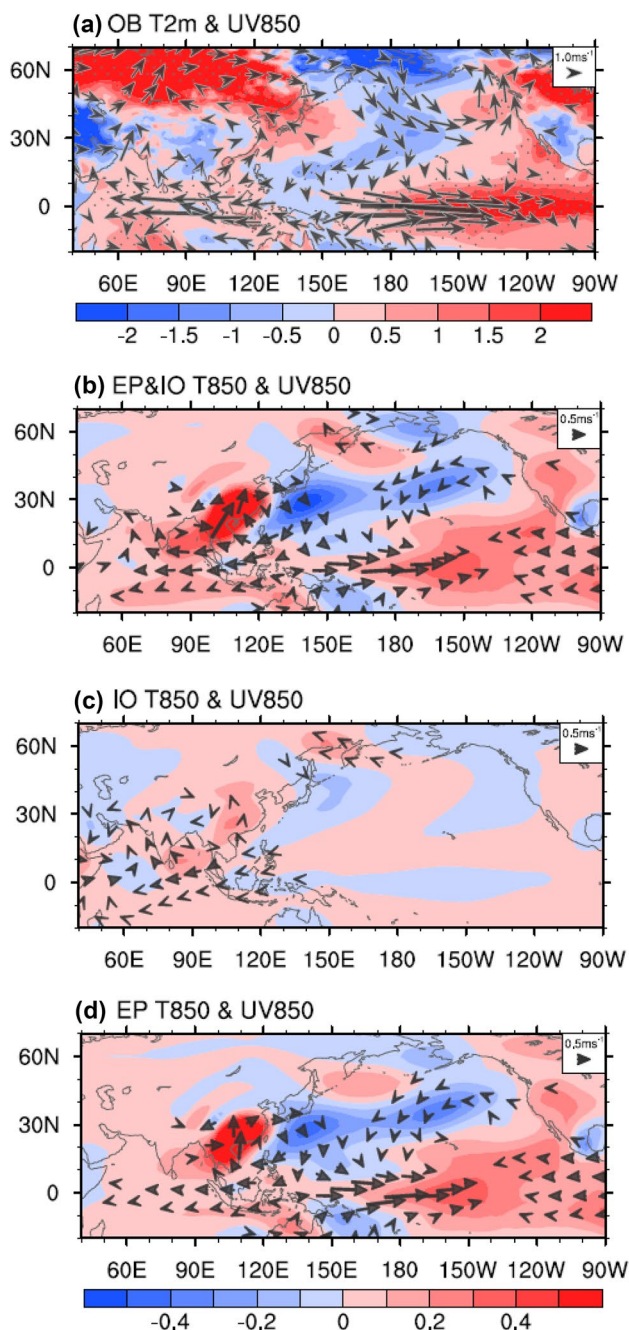 (a) OB T2m & UV850
1.0ms⁻¹
60N
30N
0
60E 90E 120E 150E 180 150W 120W 90W
-2 -1.5 -1 -0.5 0 0.5 1 1.5 2
(b) EP&IO T850 & UV850
0.5ms⁻¹
60N
30N
0
60E 90E 120E 150E 180 150W 120W 90W
(c) IO T850 & UV850
0.5ms⁻¹
60N
30N
0
60E 90E 120E 150E 180 150W 120W 90W
(d) EP T850 & UV850
0.5ms⁻¹
60N
30N
0
60E 90E 120E 150E 180 150W 120W 90W
-0.4 -0.2 0 0.2 0.4